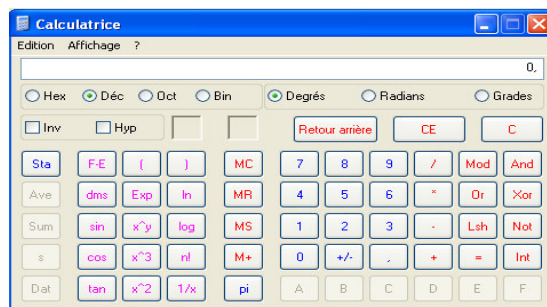 Calculatrice
Edition Affichage ?
0,
Hex Déc Oct Bin Degrés Radians Grades
Inv Hyp Retour arrière CE C
Sta F-E ( ) MC 7 8 9 / Mod And
Ave dms Exp ln MR 4 5 6 * Or Xor
Sum sin x^y log MS 1 2 3 - Lsh Not
s cos x^3 n! M+ 0 +/- , + = Int
Dat tan x^2 1/x pi A B C D E F